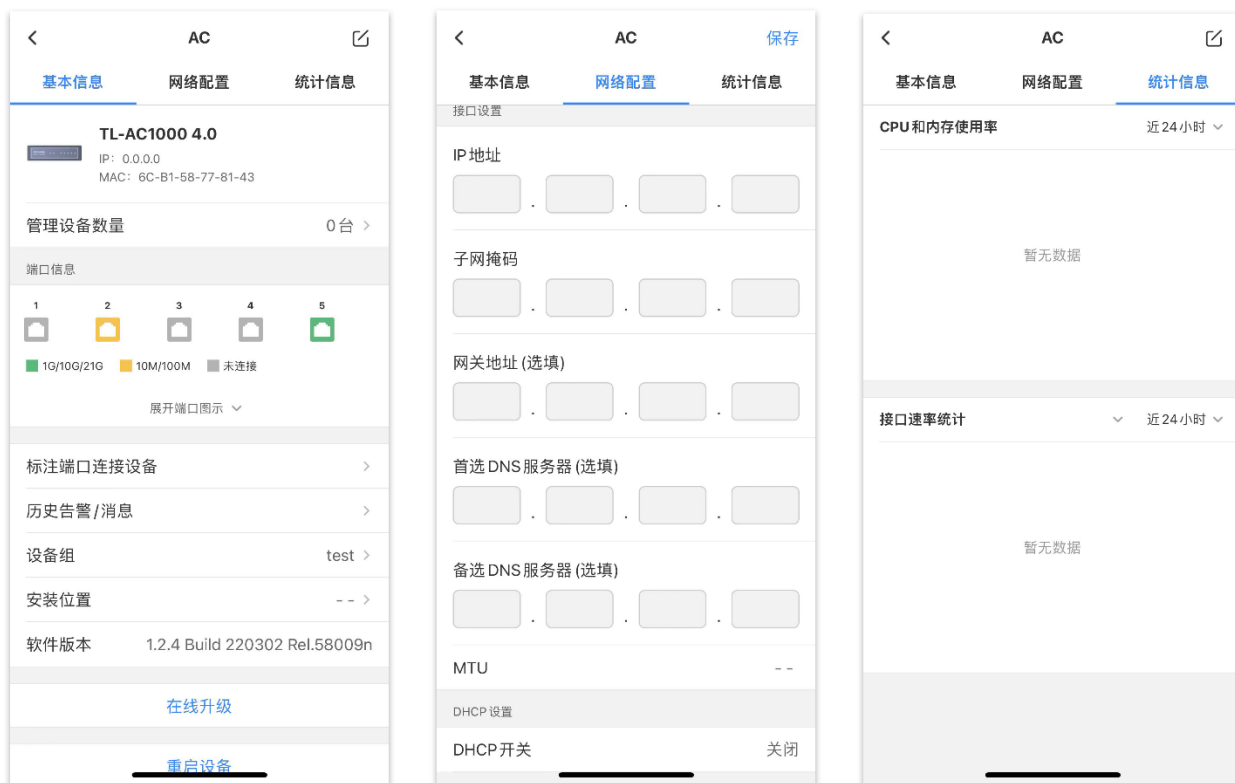 AC
基本信息 网络配置 统计信息
TL-AC1000 4.0
IP: 0.0.0.0
MAC: 6C-B1-58-77-81-43
管理设备数量 0台
端口信息
1 2 3 4 5
1G/10G/21G 10M/100M 未连接
展开端口图示
标注端口连接设备
历史告警/消息
设备组 test
安装位置 --
软件版本 1.2.4 Build 220302 Rel.58009n
在线升级
重启设备
AC 保存
基本信息 网络配置 统计信息
接口设置
IP地址
. . .
子网掩码
. . .
网关地址(选填)
. . .
首选DNS服务器(选填)
. . .
备选DNS服务器(选填)
. . .
MTU --
DHCP设置
DHCP开关 关闭
AC
基本信息 网络配置 统计信息
CPU和内存使用率 近24小时
暂无数据
接口速率统计 近24小时
暂无数据